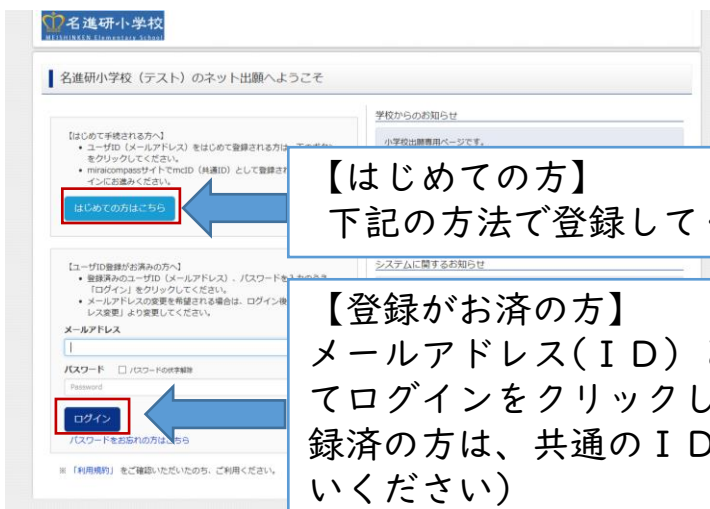 名進研小学校
MEISHINKEN Elementary School
名進研小学校（テスト）のネット出願へようこそ
学校からのお知らせ
小学校出願専用ページです。
【はじめて手続される方へ】
• ユーザID（メールアドレス）をはじめて登録される方は、
をクリックしてください。
• miraicompassサイトでmcID（共通ID）として登録され
インにお進みください。
はじめての方はこちら
【はじめての方】
下記の方法で登録して
システムに関するお知らせ
【ユーザID登録がお済みの方へ】
• 登録済みのユーザID（メールアドレス）、パスワードを
「ログイン」をクリックしてください。
• メールアドレスの変更を希望される場合は、ログイン後
レス変更」より変更してください。
メールアドレス
パスワード パスワードの伏字解除
Password
ログイン
パスワードをお忘れの方はこちら
※「利用規約」をご確認いただいたのち、ご利用ください。
【登録がお済の方】
メールアドレス(ＩＤ)
てログインをクリックし
録済の方は、共通のＩＤ
いください）